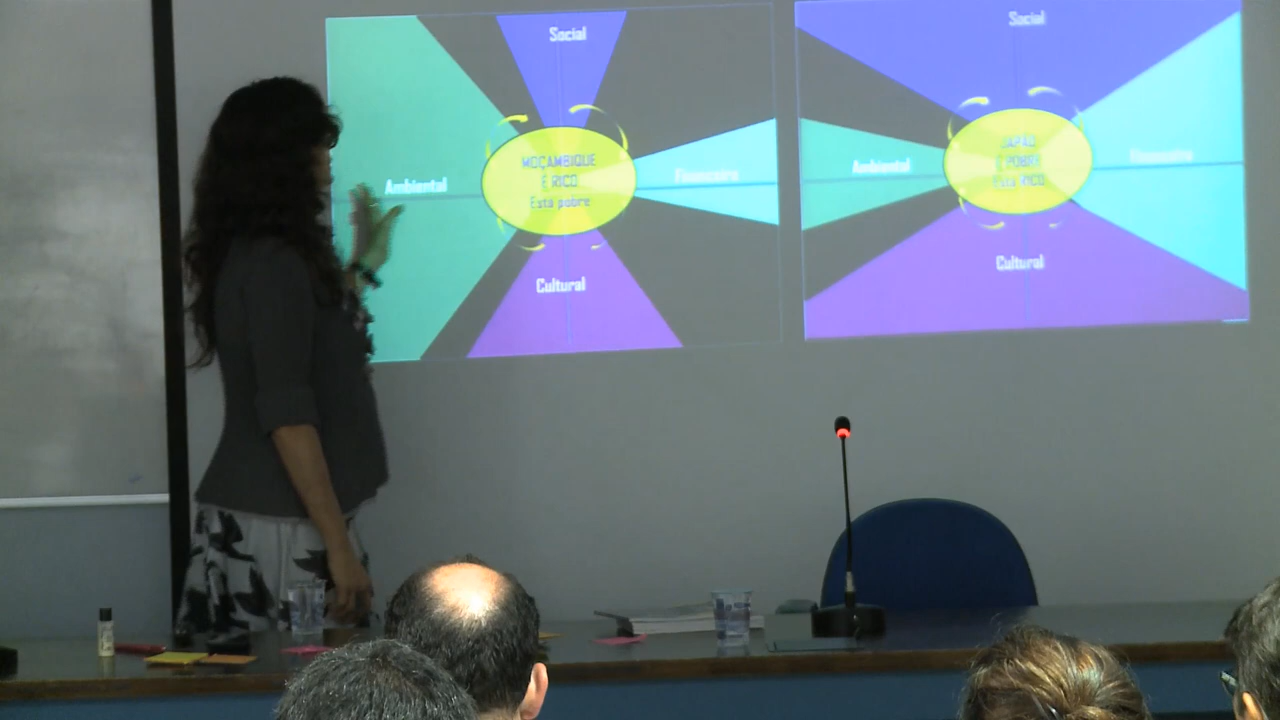 Social
Ambiental
MOÇAMBIQUE
É RICO
Está pobre
Financeiro
Cultural
Social
Ambiental
JAPÃO
É POBRE
Está RICO
Financeiro
Cultural